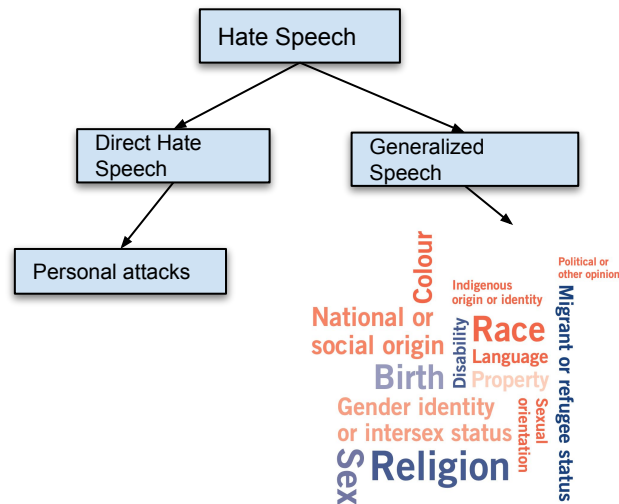 Hate Speech
Direct Hate
Speech
Generalized
Speech
Personal attacks
Colour
Political or
other opinion
Indigenous
origin or identity
National or
social origin
Disability
Race
Language
Migrant or refugee status
Birth
Property
Gender identity
or intersex status
Sexual
orientation
Sex
Religion